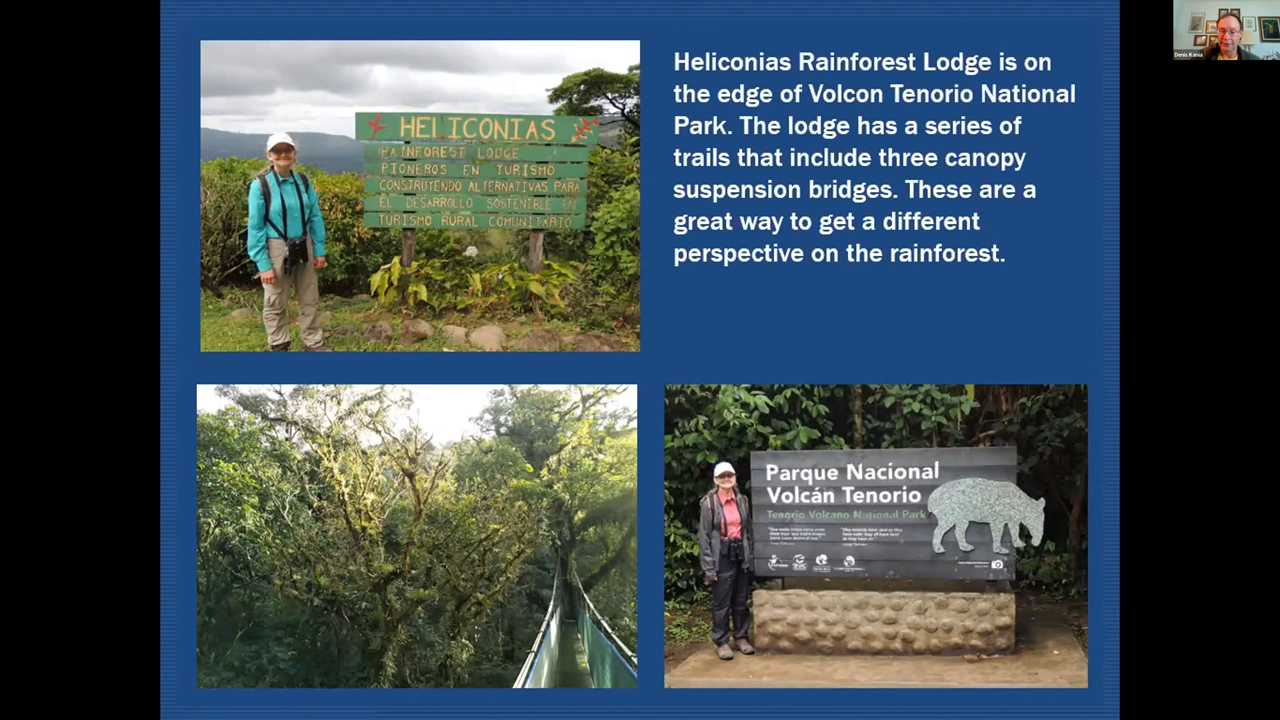 Heliconias Rainforest Lodge is on
the edge of Volcon Tenorio National
Park. The lodge has a series of
trails that include three canopy
suspension bridges. These are a
great way to get a different
perspective on the rainforest.
Denis Kania
HELICONIAS
RAINFOREST LODGE
PIONEROS EN TURISMO
CONSTRUYENDO ALTERNATIVAS PARA
EL DESARROLLO SOSTENIBLE EN
TURISMO RURAL COMUNITARIO
Parque Nacional
Volcán Tenorio
Tenorio Volcano National Park